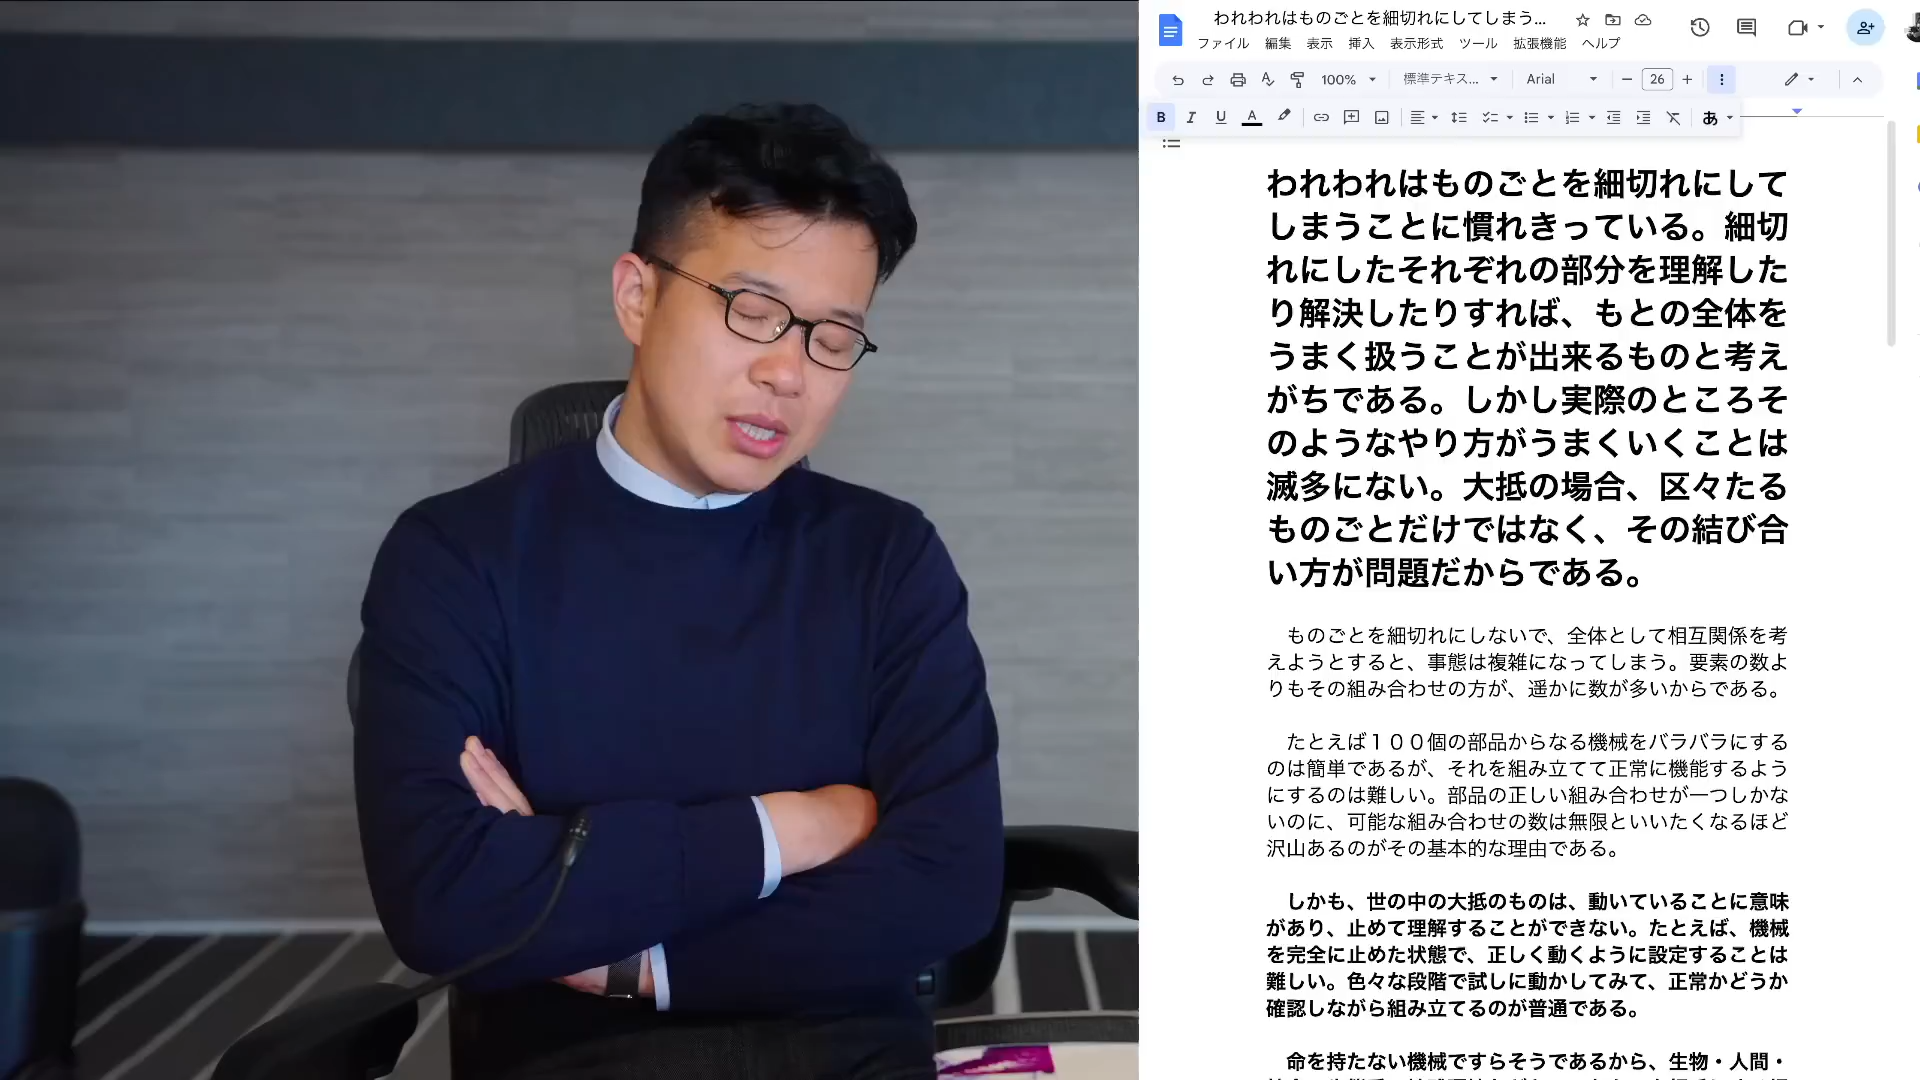 われわれはものごとを細切れにしてしまう...
ファイル 編集 表示 挿入 表示形式 ツール 拡張機能 ヘルプ
100% 標準テキス... Arial 26
B I U A あ
われわれはものごとを細切れにして
しまうことに慣れきっている。細切
れにしたそれぞれの部分を理解した
り解決したりすれば、もとの全体を
うまく扱うことが出来るものと考え
がちである。しかし実際のところそ
のようなやり方がうまくいくことは
滅多にない。大抵の場合、区々たる
ものごとだけではなく、その結び合
い方が問題だからである。
ものごとを細切れにしないで、全体として相互関係を考
えようとすると、事態は複雑になってしまう。要素の数よ
りもその組み合わせの方が、遥かに数が多いからである。
たとえば１００個の部品からなる機械をバラバラにする
のは簡単であるが、それを組み立てて正常に機能するよう
にするのは難しい。部品の正しい組み合わせが一つしかな
いのに、可能な組み合わせの数は無限といいたくなるほど
沢山あるのがその基本的な理由である。
しかも、世の中の大抵のものは、動いていることに意味
があり、止めて理解することができない。たとえば、機械
を完全に止めた状態で、正しく動くように設定することは
難しい。色々な段階で試しに動かしてみて、正常かどうか
確認しながら組み立てるのが普通である。
命を持たない機械ですらそうであるから、生物・人間・